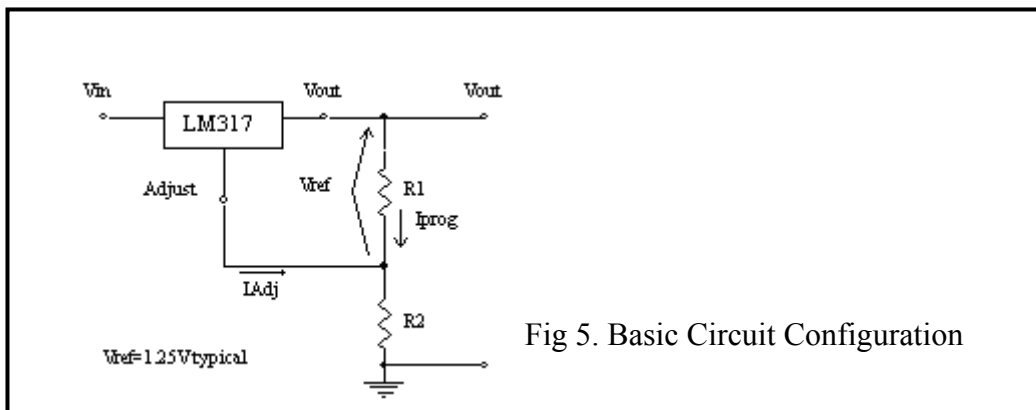 Vin
Vout
Vout
LM317
Adjust
Vref
R1
Iprog
IAdj
R2
Vref=1.25Vtypical
Fig 5. Basic Circuit Configuration